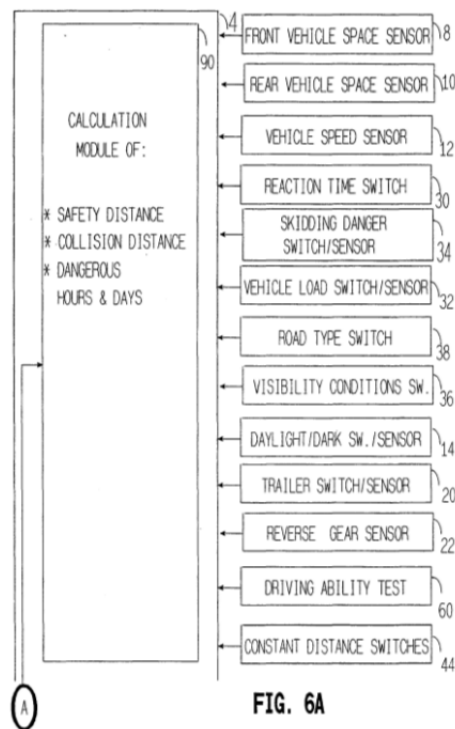 4
90
CALCULATION
MODULE OF:
* SAFETY DISTANCE
* COLLISION DISTANCE
* DANGEROUS
HOURS & DAYS
FRONT VEHICLE SPACE SENSOR
8
REAR VEHICLE SPACE SENSOR
10
VEHICLE SPEED SENSOR
12
REACTION TIME SWITCH
30
SKIDDING DANGER
SWITCH/SENSOR
34
VEHICLE LOAD SWITCH/SENSOR
32
ROAD TYPE SWITCH
38
VISIBILITY CONDITIONS SW.
36
DAYLIGHT/DARK SW./SENSOR
14
TRAILER SWITCH/SENSOR
20
REVERSE GEAR SENSOR
22
DRIVING ABILITY TEST
60
CONSTANT DISTANCE SWITCHES
44
A
FIG. 6A